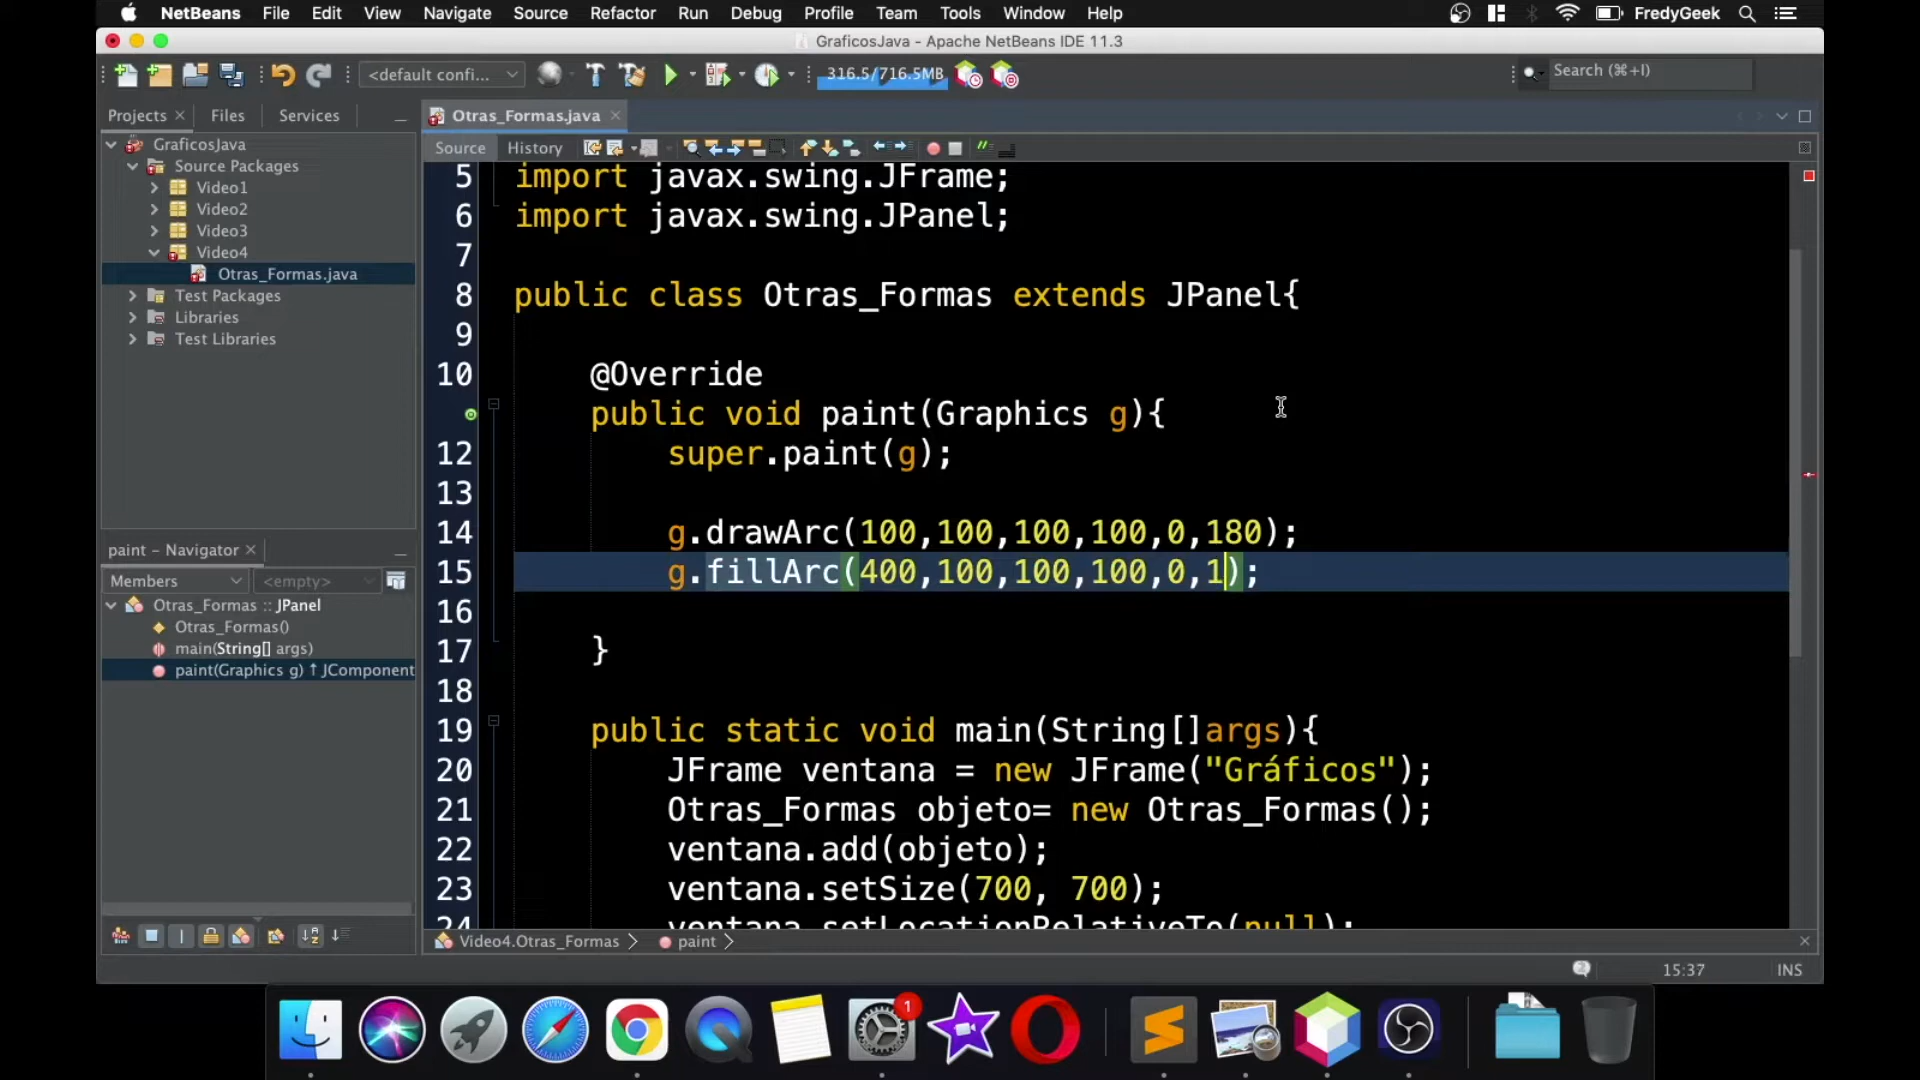 NetBeans File Edit View Navigate Source Refactor Run Debug Profile Team Tools Window Help FredyGeek
GraficosJava - Apache NetBeans IDE 11.3
<default confi... 316.5/716.5MB Search (⌘+I)
Projects Files Services
Otras_Formas.java
Source History
GraficosJava
Source Packages
Video1
Video2
Video3
Video4
Otras_Formas.java
Test Packages
Libraries
Test Libraries
5 import javax.swing.JFrame;
6 import javax.swing.JPanel;
7
8 public class Otras_Formas extends JPanel{
9
10 @Override
public void paint(Graphics g){
12 super.paint(g);
13
14 g.drawArc(100,100,100,100,0,180);
15 g.fillArc(400,100,100,100,0,1);
16
17 }
18
19 public static void main(String[]args){
20 JFrame ventana = new JFrame("Gráficos");
21 Otras_Formas objeto= new Otras_Formas();
22 ventana.add(objeto);
23 ventana.setSize(700, 700);
24 ventana.setLocationRelativeTo(null);
paint - Navigator
Members <empty>
Otras_Formas :: JPanel
Otras_Formas()
main(String[] args)
paint(Graphics g) ↑ JComponent
Video4.Otras_Formas paint
15:37 INS
1